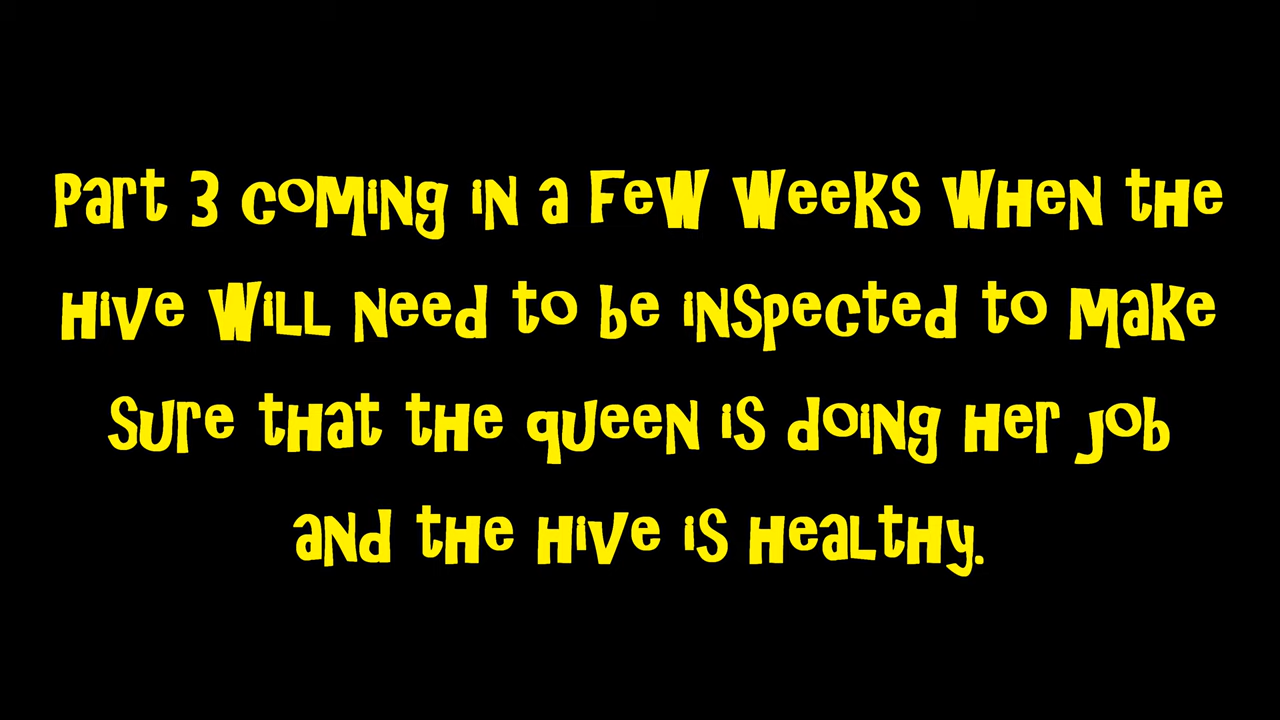 Part 3 coming in a few weeks when the
hive will need to be inspected to make
sure that the queen is doing her job
and the hive is healthy.